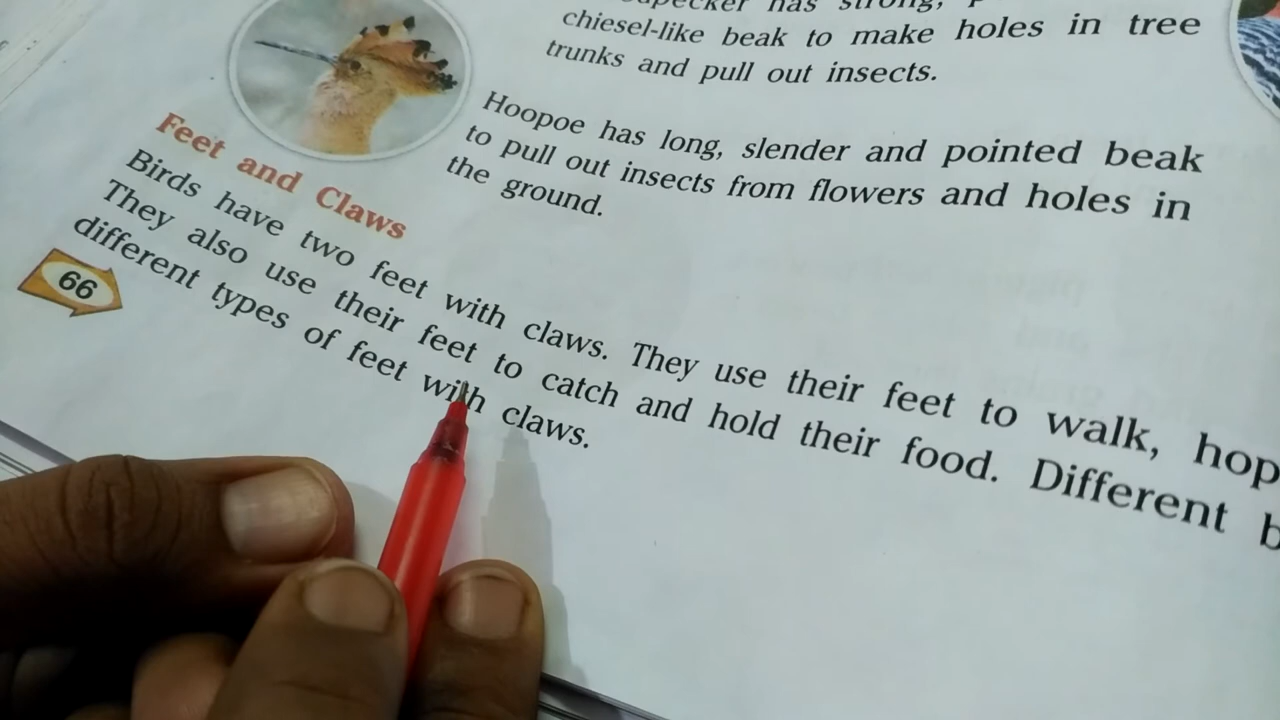 has strong,
chiesel-like beak to make holes in tree
trunks and pull out insects.
Hoopoe has long, slender and pointed beak
to pull out insects from flowers and holes in
the ground.
Feet and Claws
Birds have two feet with claws. They use their feet to walk, hop
They also use their feet to catch and hold their food. Different
different types of feet with claws.
66